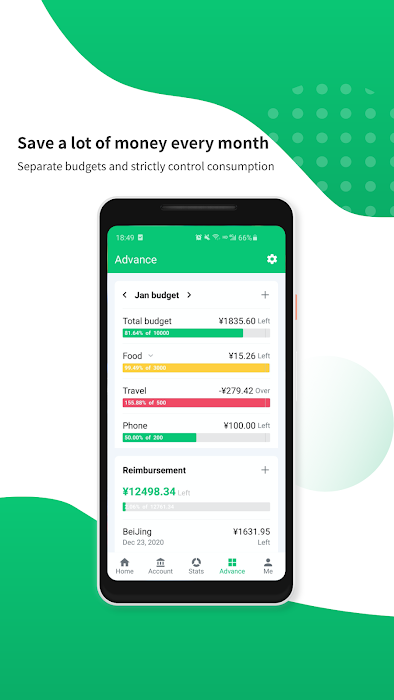 Save a lot of money every month
Separate budgets and strictly control consumption
18:49 66%
Advance
Jan budget
Total budget ¥1835.60 Left
81.64% of 10000
Food ¥15.26 Left
99.49% of 3000
Travel -¥279.42 Over
155.88% of 500
Phone ¥100.00 Left
50.00% of 200
Reimbursement
¥12498.34 Left
BeiJing ¥1631.95
Dec 23, 2020 Left
Home Account Stats Advance Me